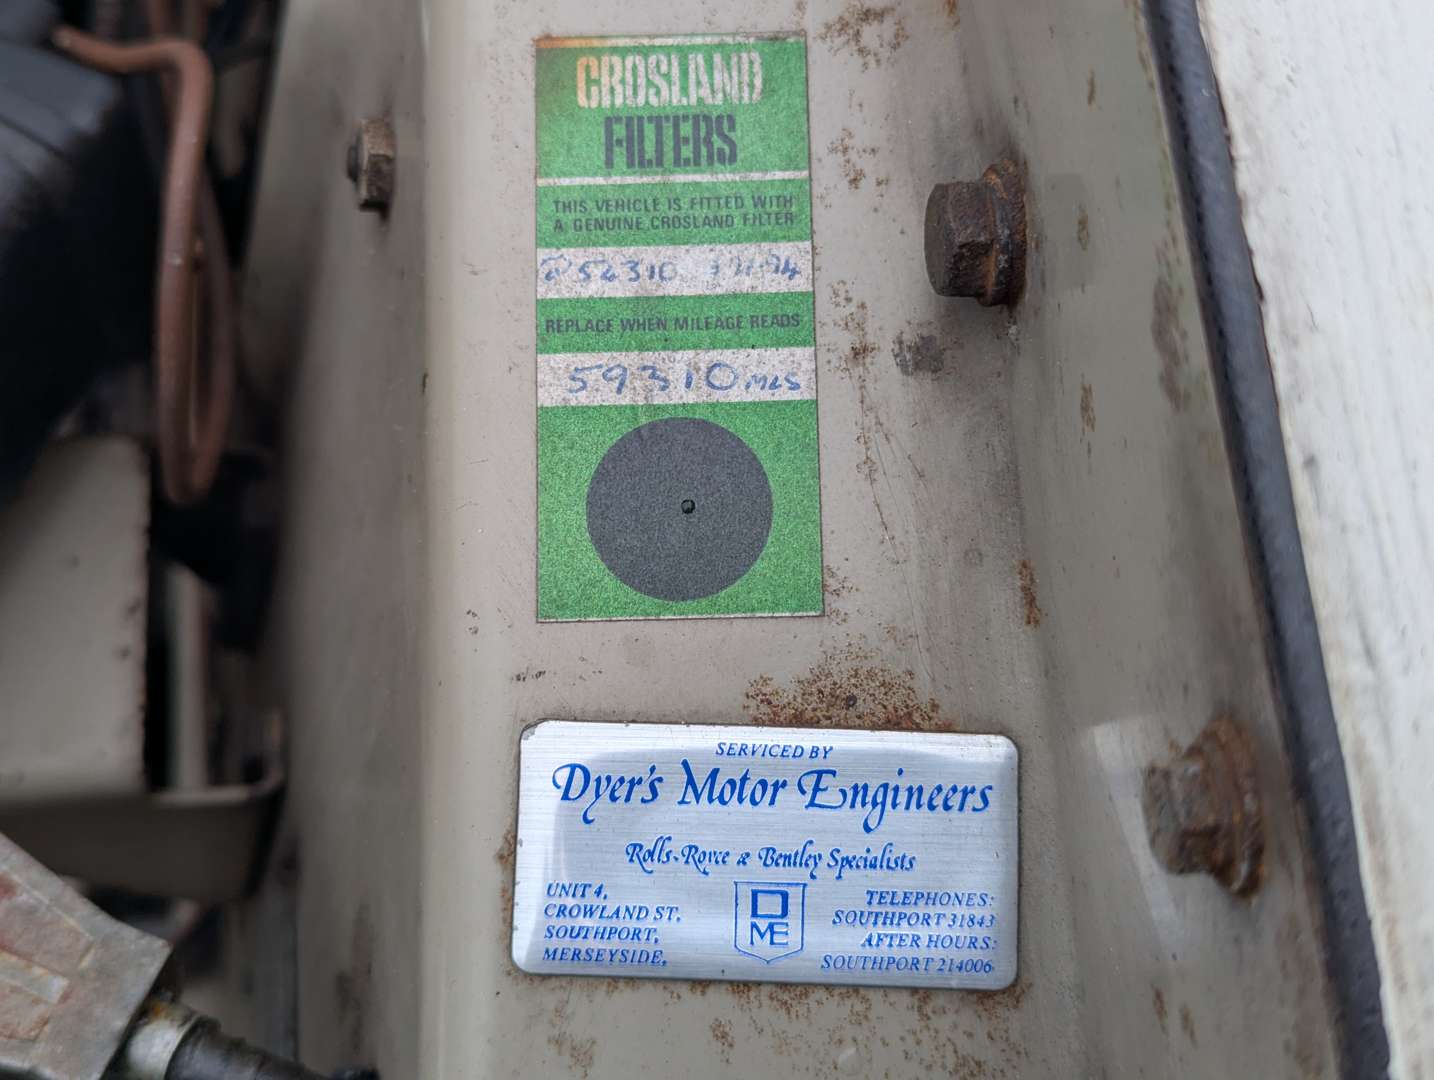 CROSLAND
FILTERS
THIS VEHICLE IS FITTED WITH
A GENUINE CROSLAND FILTER
REPLACE WHEN MILEAGE READS
59310 MLS
SERVICED BY
Dyer's Motor Engineers
Rolls-Royce & Bentley Specialists
UNIT 4,
CROWLAND ST,
SOUTHPORT,
MERSEYSIDE,
DME
TELEPHONES:
SOUTHPORT 31843
AFTER HOURS:
SOUTHPORT 214006